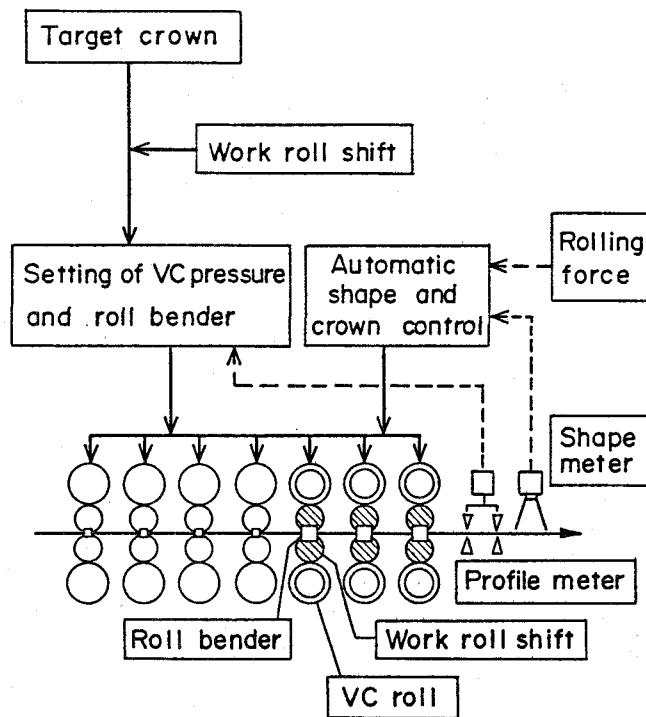 Target crown
Work roll shift
Setting of VC pressure
and roll bender
Automatic
shape and
crown control
Rolling
force
Shape
meter
Profile meter
Roll bender
Work roll shift
VC roll